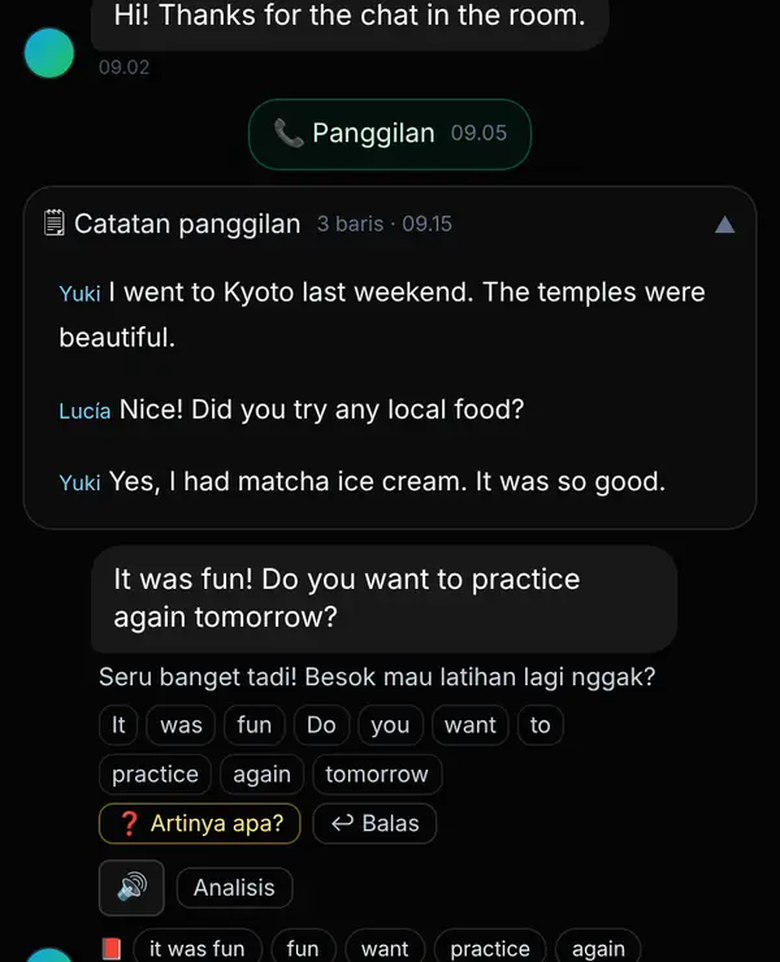 Hi! Thanks for the chat in the room.
09.02
Panggilan 09.05
Catatan panggilan 3 baris · 09.15
Yuki I went to Kyoto last weekend. The temples were
beautiful.
Lucía Nice! Did you try any local food?
Yuki Yes, I had matcha ice cream. It was so good.
It was fun! Do you want to practice
again tomorrow?
Seru banget tadi! Besok mau latihan lagi nggak?
It was fun Do you want to
practice again tomorrow
❓ Artinya apa? ↩ Balas
Analisis
it was fun fun want practice again